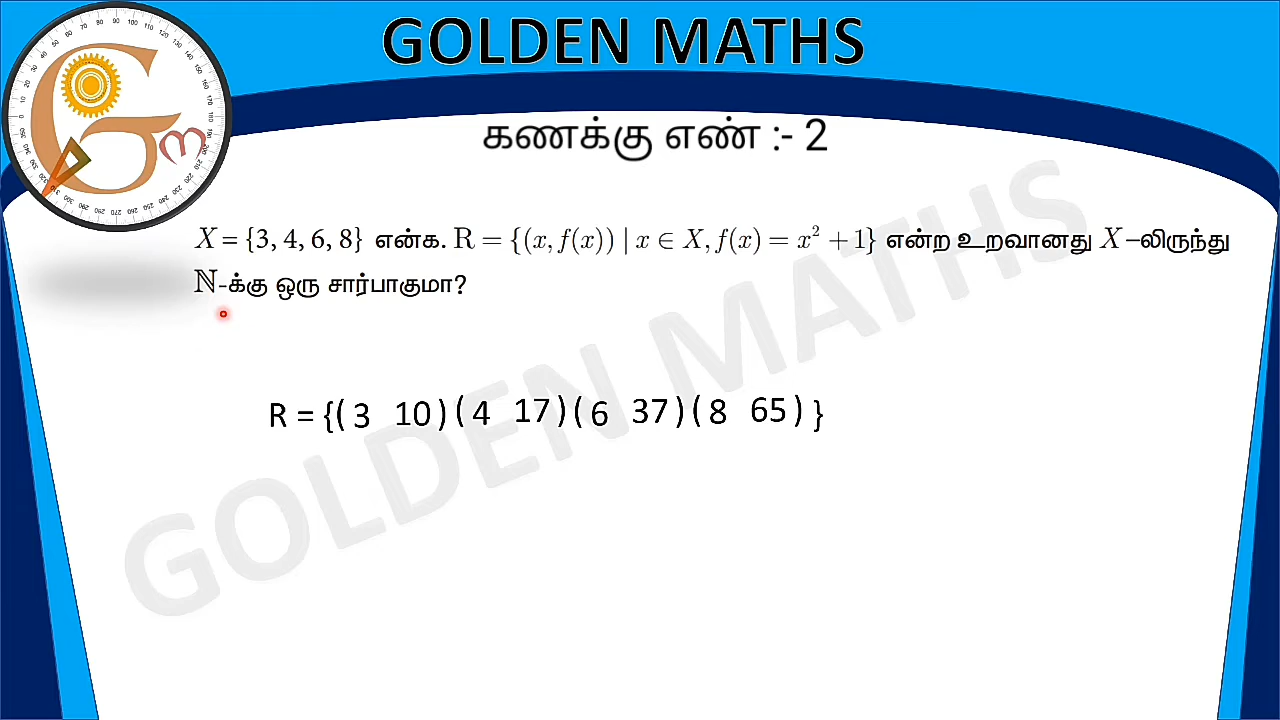 GOLDEN MATHS
கணக்கு எண் :- 2
X = {3, 4, 6, 8} என்க. R = {(x, f(x)) | x ∈ X, f(x) = x² + 1} என்ற உறவானது X–லிருந்து
ℕ-க்கு ஒரு சார்பாகுமா?
R = {( 3 10 ) ( 4 17 ) ( 6 37 ) ( 8 65 ) }
GOLDEN MATHS